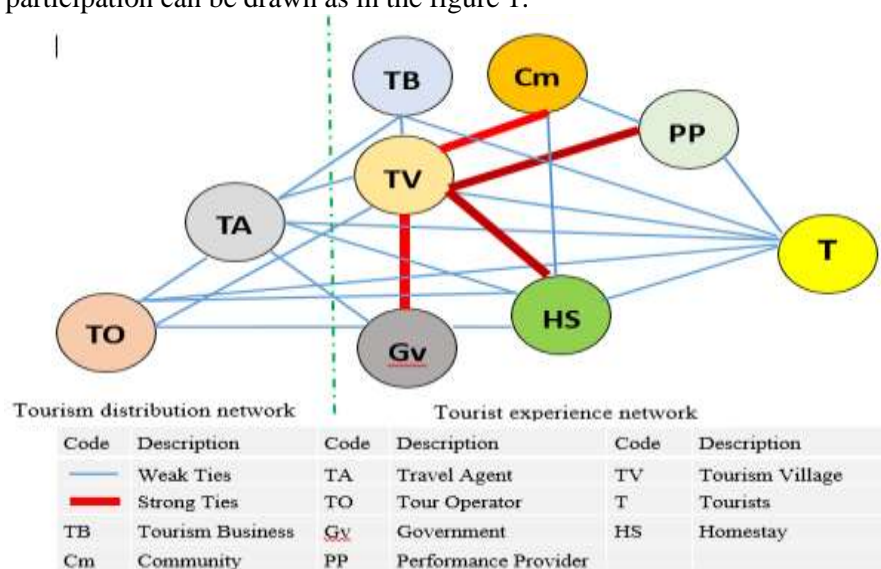 participation can be drawn as in the figure 1.
TB
Cm
PP
TV
TA
T
TO
HS
Gv
Tourism distribution network
Tourist experience network
Code Description Code Description Code Description
Weak Ties TA Travel Agent TV Tourism Village
Strong Ties TO Tour Operator T Tourists
TB Tourism Business Gv Government HS Homestay
Cm Community PP Performance Provider